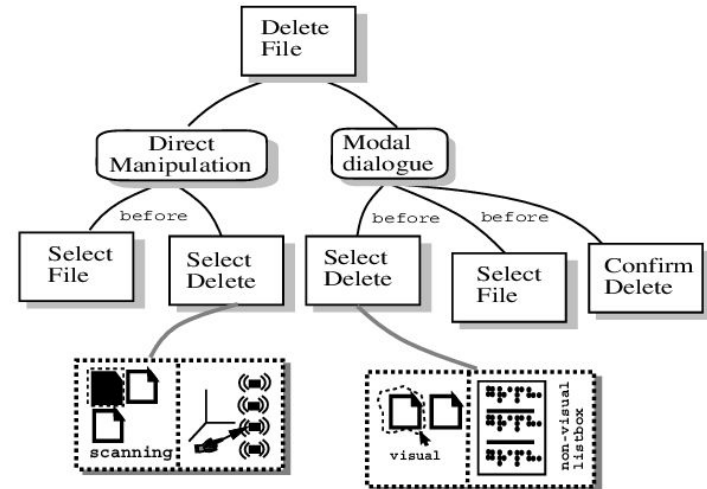 Delete
File
Direct
Manipulation
Modal
dialogue
before
before
before
Select
File
Select
Delete
Select
Delete
Select
File
Confirm
Delete
scanning
visual
non-visual
listbox